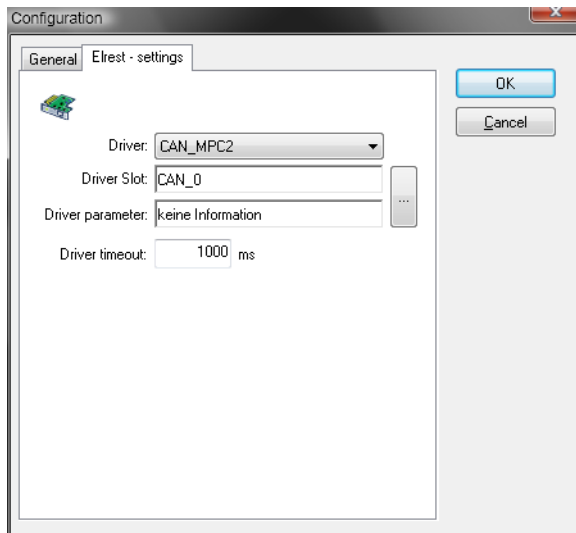 Configuration
General
Elrest - settings
OK
Cancel
Driver: CAN_MPC2
Driver Slot: CAN_0
Driver parameter: keine Information
...
Driver timeout: 1000 ms